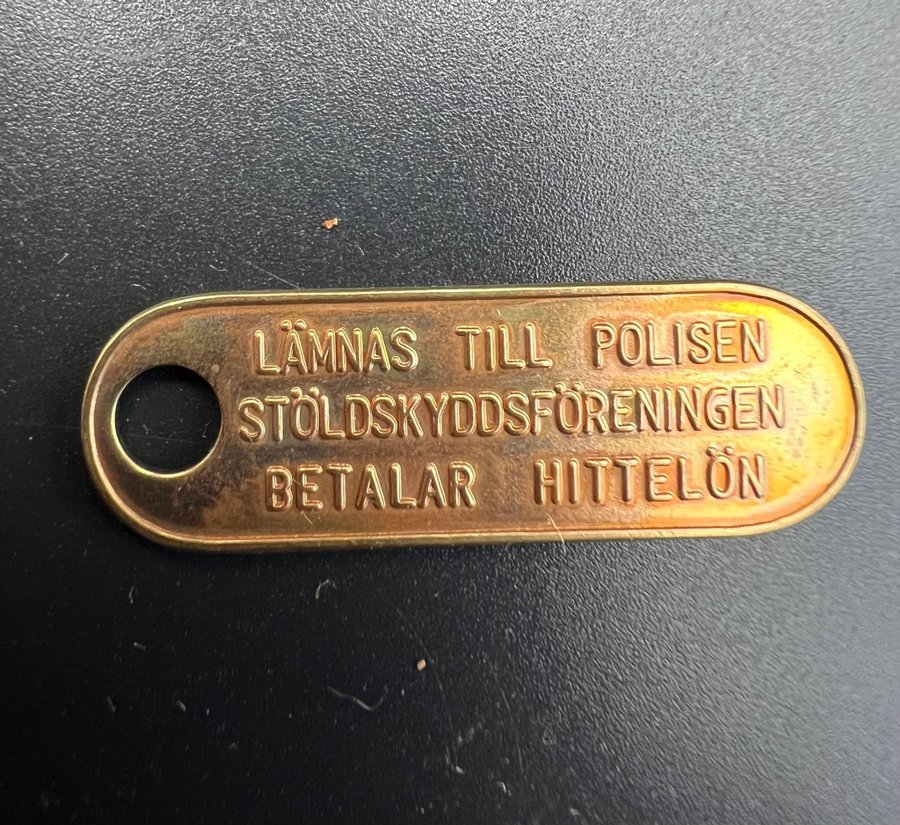 LÄMNAS TILL POLISEN
STÖLDSKYDDSFÖRENINGEN
BETALAR HITTELÖN